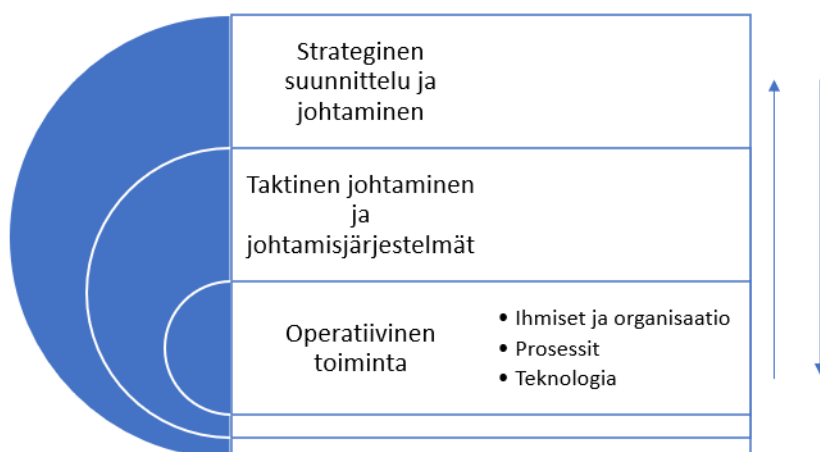 Strateginen
suunnittelu ja
johtaminen
Taktinen johtaminen
ja
johtamisjärjestelmät
Operatiivinen
toiminta
• Ihmiset ja organisaatio
• Prosessit
• Teknologia